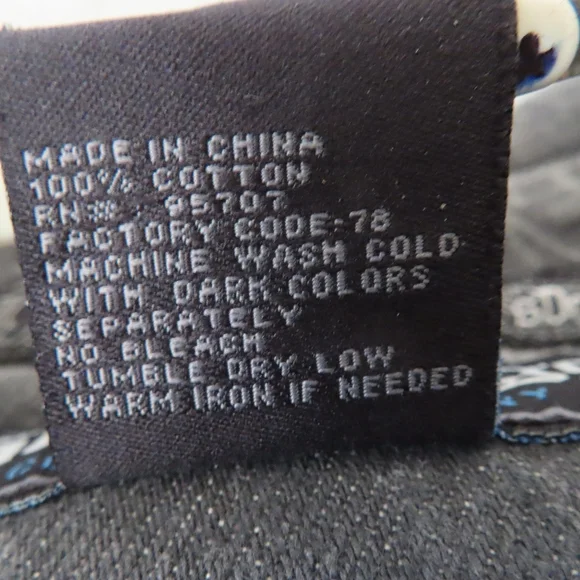 MADE IN CHINA
100% COTTON
RN#: 95707
FACTORY CODE:78
MACHINE WASH COLD
WITH DARK COLORS
SEPARATELY
NO BLEACH
TUMBLE DRY LOW
WARM IRON IF NEEDED